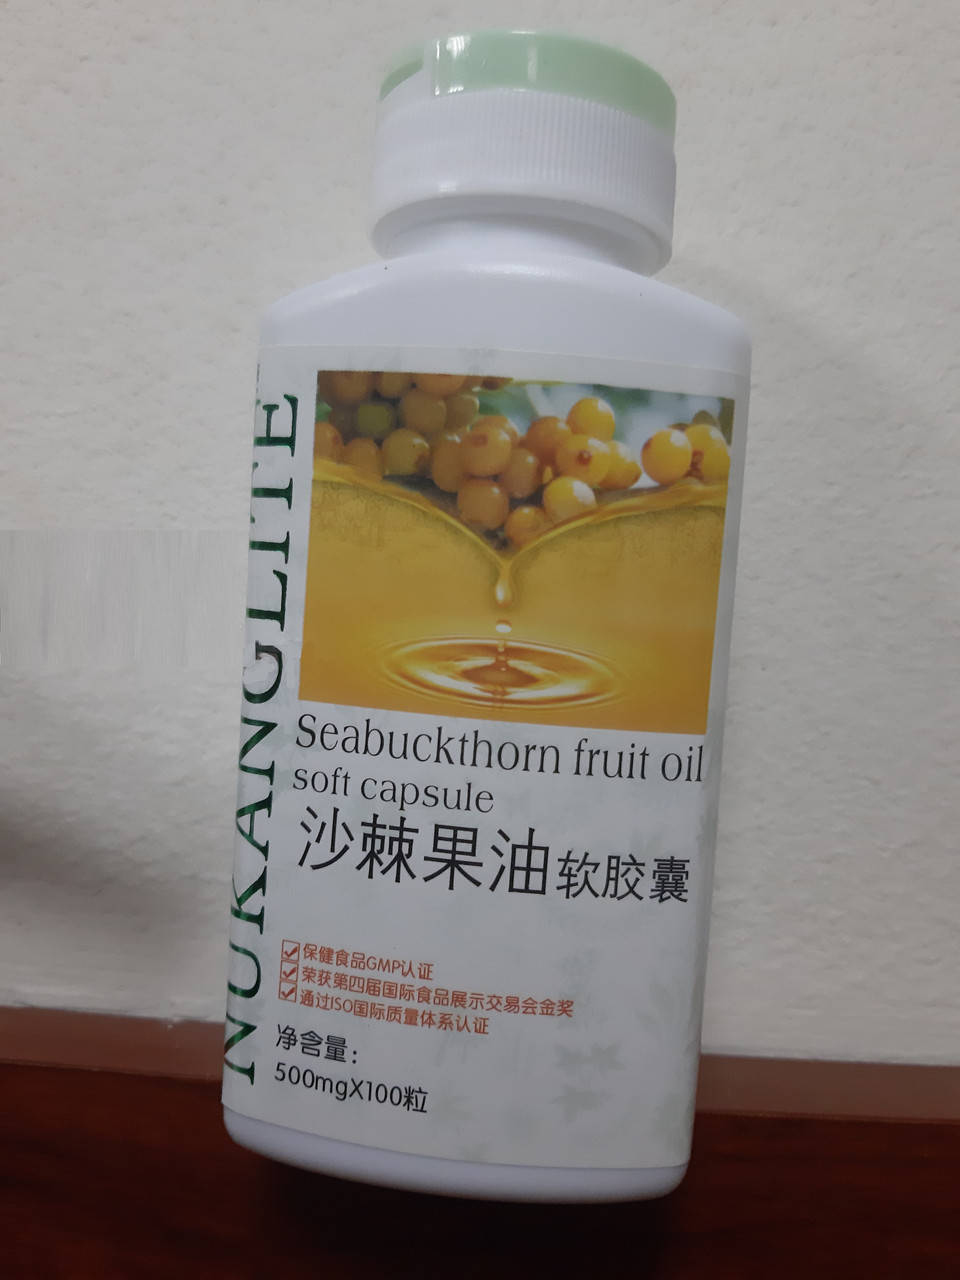 NUKANGLITE
Seabuckthorn fruit oil
soft capsule
沙棘果油软胶囊
保健食品GMP认证
荣获第四届国际食品展示交易会金奖
通过ISO国际质量体系认证
净含量：
500mgX100粒